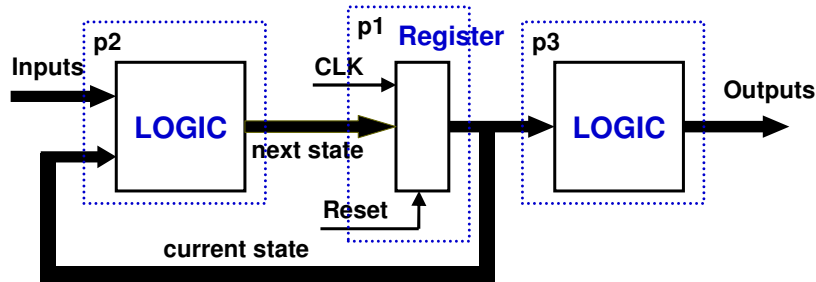 p2
p1
Register
p3
Inputs
CLK
Outputs
LOGIC
LOGIC
next state
Reset
current state